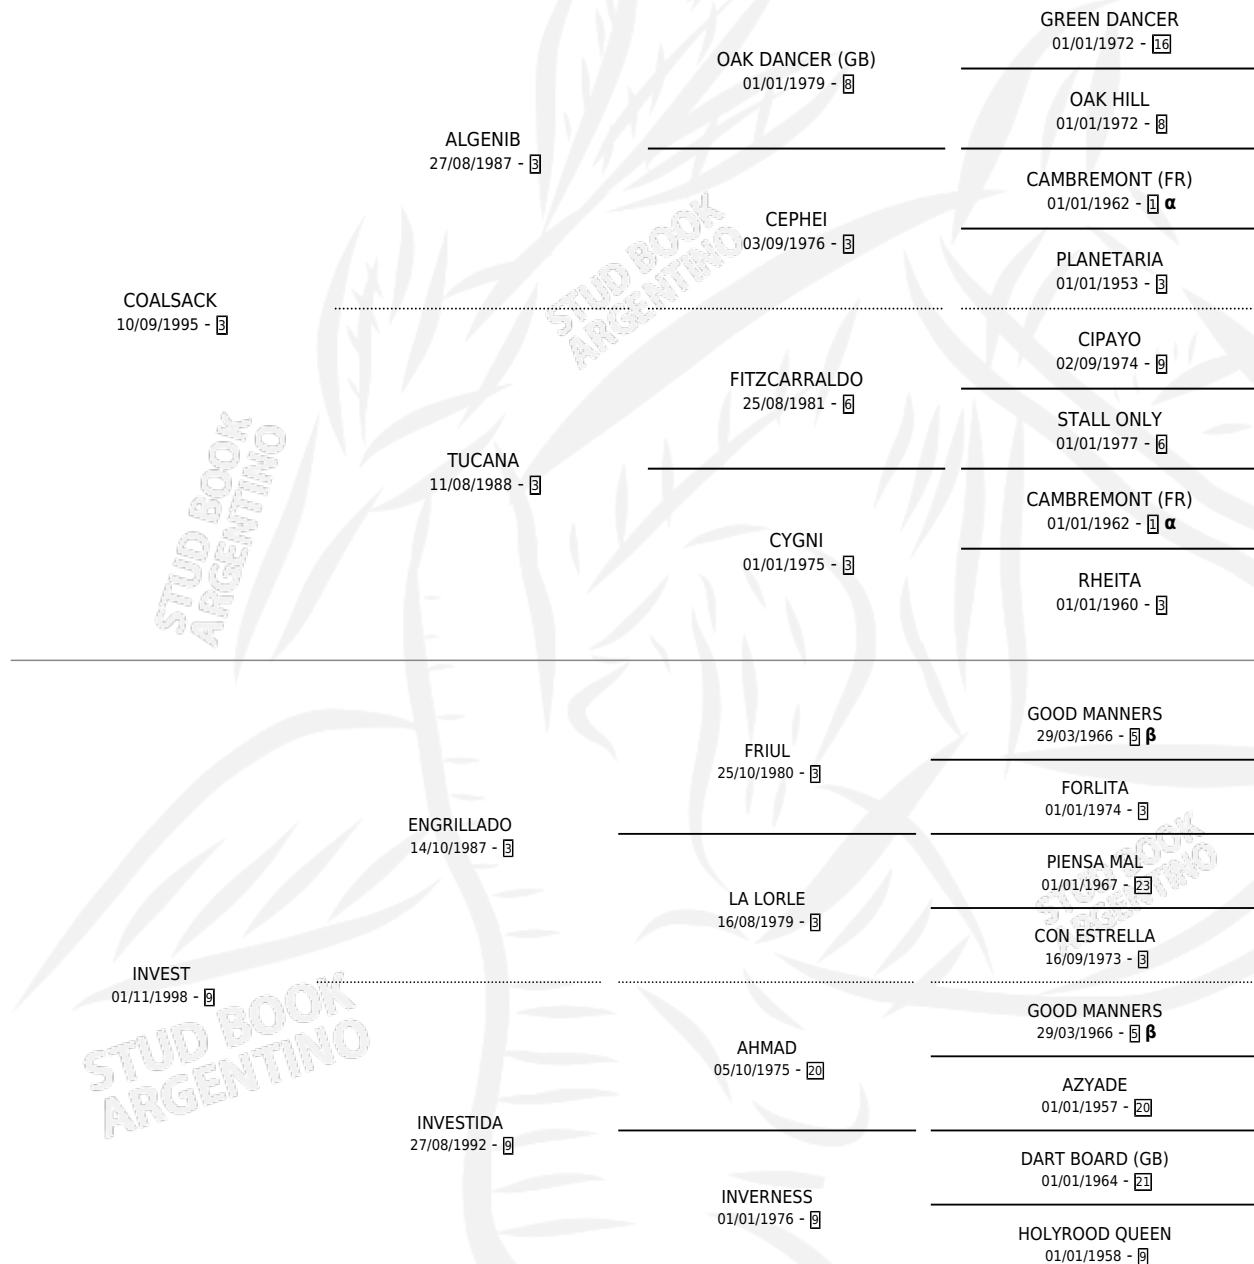 GREEN DANCER
01/01/1972 - 16
OAK DANCER (GB)
01/01/1979 - 8
OAK HILL
01/01/1972 - 8
ALGENIB
27/08/1987 - 3
CAMBREMONT (FR)
01/01/1962 - 1 α
CEPHEI
03/09/1976 - 3
PLANETARIA
01/01/1953 - 3
COALSACK
10/09/1995 - 3
CIPAYO
02/09/1974 - 9
FITZCARRALDO
25/08/1981 - 6
STALL ONLY
01/01/1977 - 6
TUCANA
11/08/1988 - 3
CAMBREMONT (FR)
01/01/1962 - 1 α
CYGNI
01/01/1975 - 3
RHEITA
01/01/1960 - 3
GOOD MANNERS
29/03/1966 - 5 β
FRIUL
25/10/1980 - 3
FORLITA
01/01/1974 - 3
ENGRILLADO
14/10/1987 - 3
PIENSA MAL
01/01/1967 - 23
LA LORLE
16/08/1979 - 3
CON ESTRELLA
16/09/1973 - 3
INVEST
01/11/1998 - 9
GOOD MANNERS
29/03/1966 - 5 β
AHMAD
05/10/1975 - 20
AZYADE
01/01/1957 - 20
INVESTIDA
27/08/1992 - 9
DART BOARD (GB)
01/01/1964 - 21
INVERNESS
01/01/1976 - 9
HOLYROOD QUEEN
01/01/1958 - 9
STUD BOOK
ARGENTINO
STUD BOOK
ARGENTINO
STUD BOOK
ARGENTINO
STUD BOOK
ARGENTINO